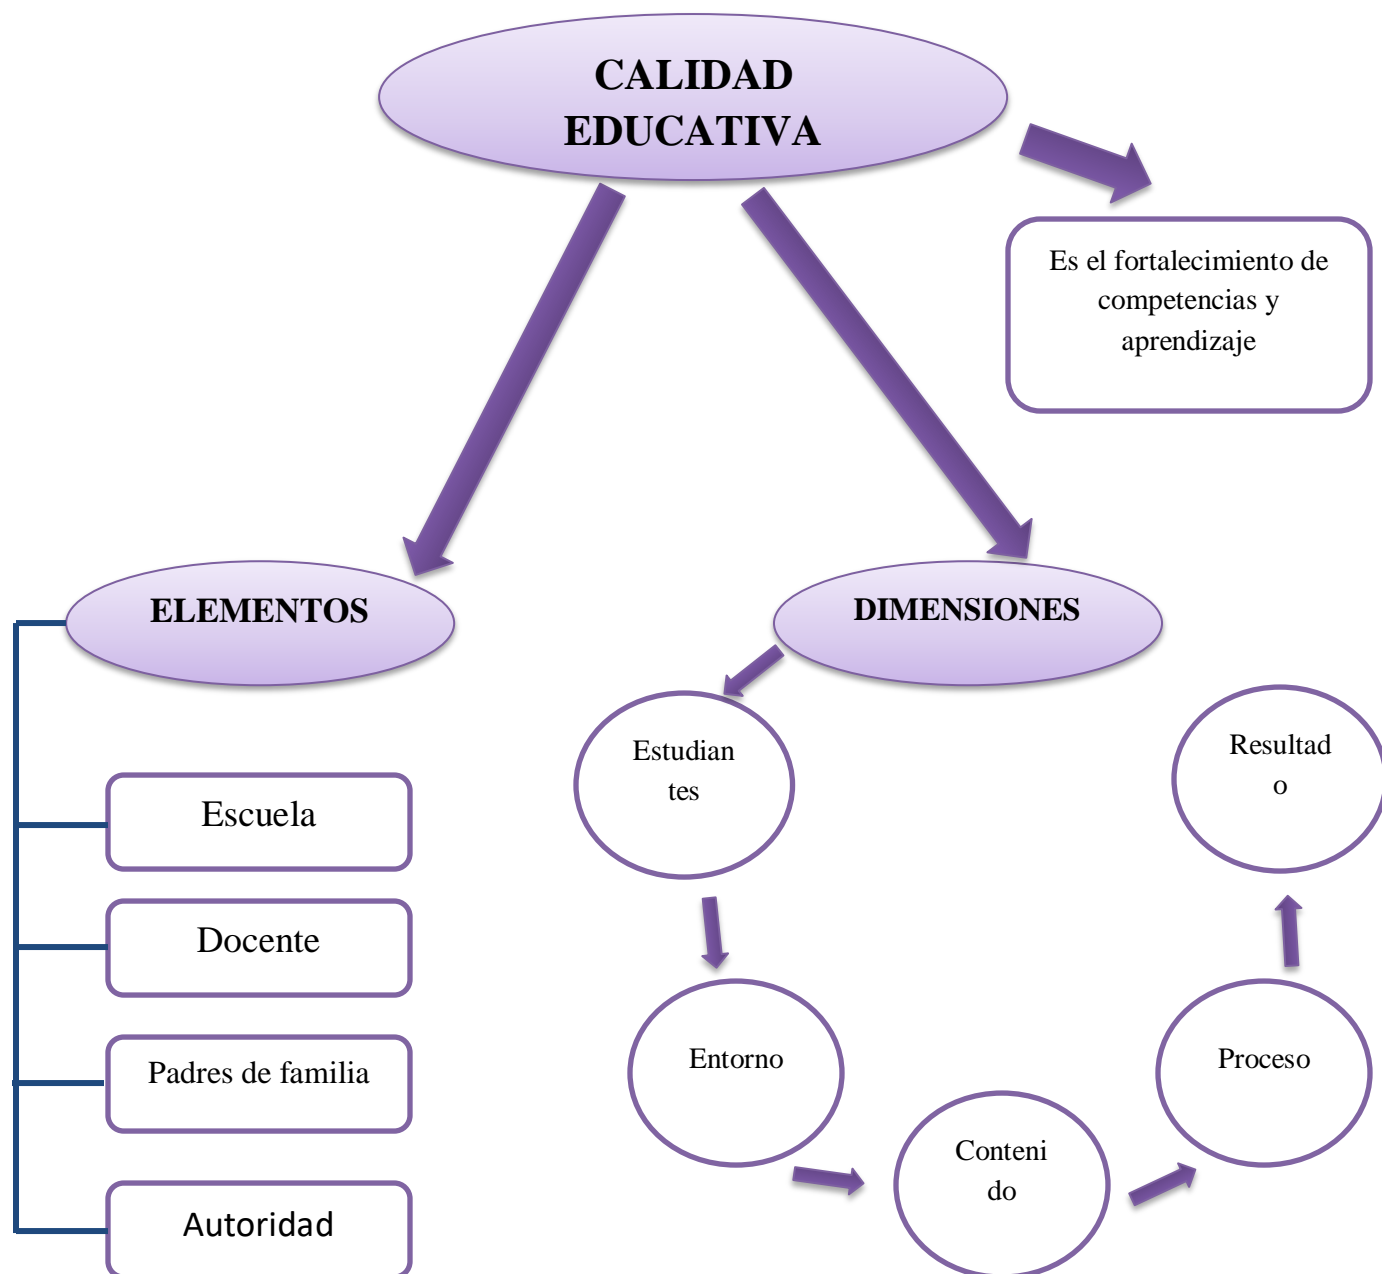 CALIDAD
EDUCATIVA
Es el fortalecimiento de
competencias y
aprendizaje
ELEMENTOS
Escuela
Docente
Padres de familia
Autoridad
DIMENSIONES
Estudian
tes
Entorno
Conteni
do
Proceso
Resultad
o